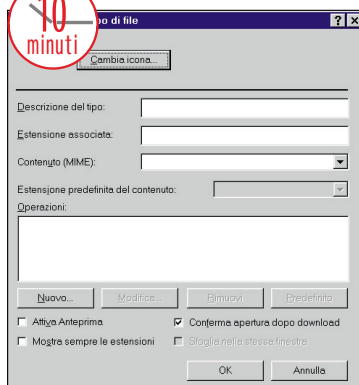 10
minuti
po di file
Cambia icona...
Descrizione del tipo:
Estensione associata:
Contenuto (MIME):
Estensione predefinita del contenuto:
Operazioni:
Nuovo... Modifica... Rimuovi Predefinito
Attiva Anteprima Conferma apertura dopo download
Mostra sempre le estensioni Sfoglia nella stessa finestra
OK Annulla